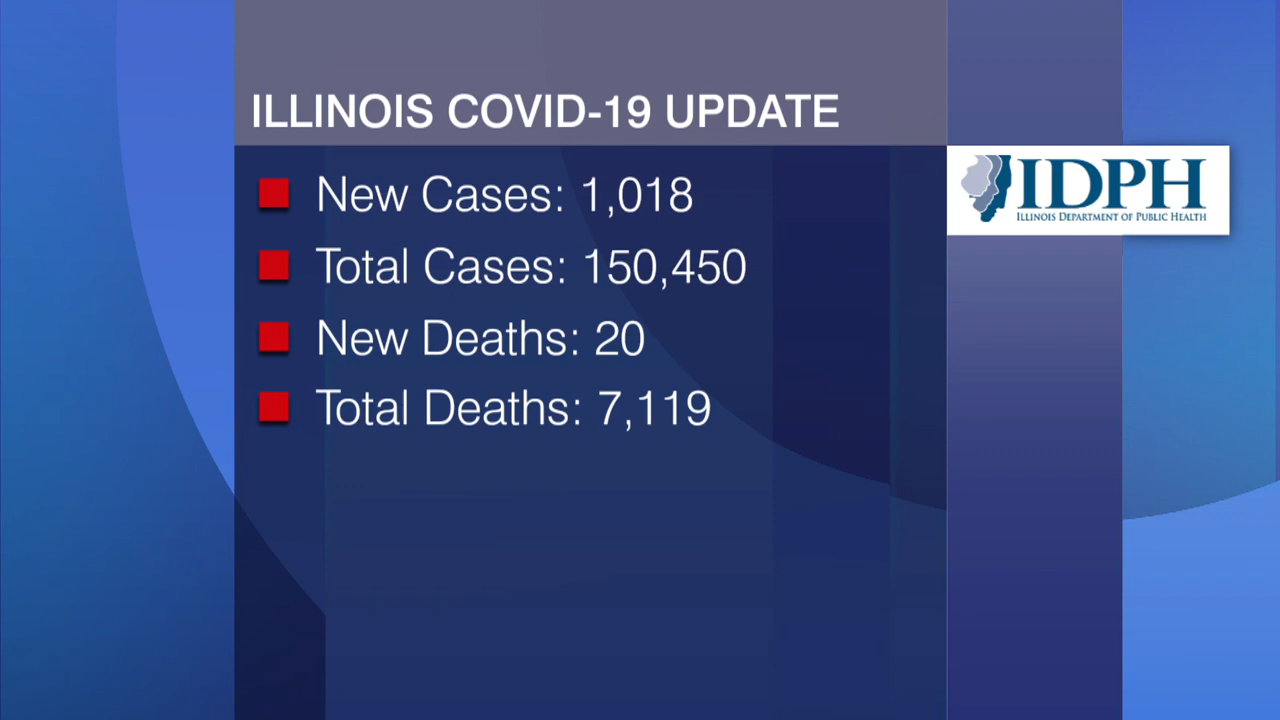 ILLINOIS COVID-19 UPDATE
New Cases: 1,018
Total Cases: 150,450
New Deaths: 20
Total Deaths: 7,119
IDPH
ILLINOIS DEPARTMENT OF PUBLIC HEALTH